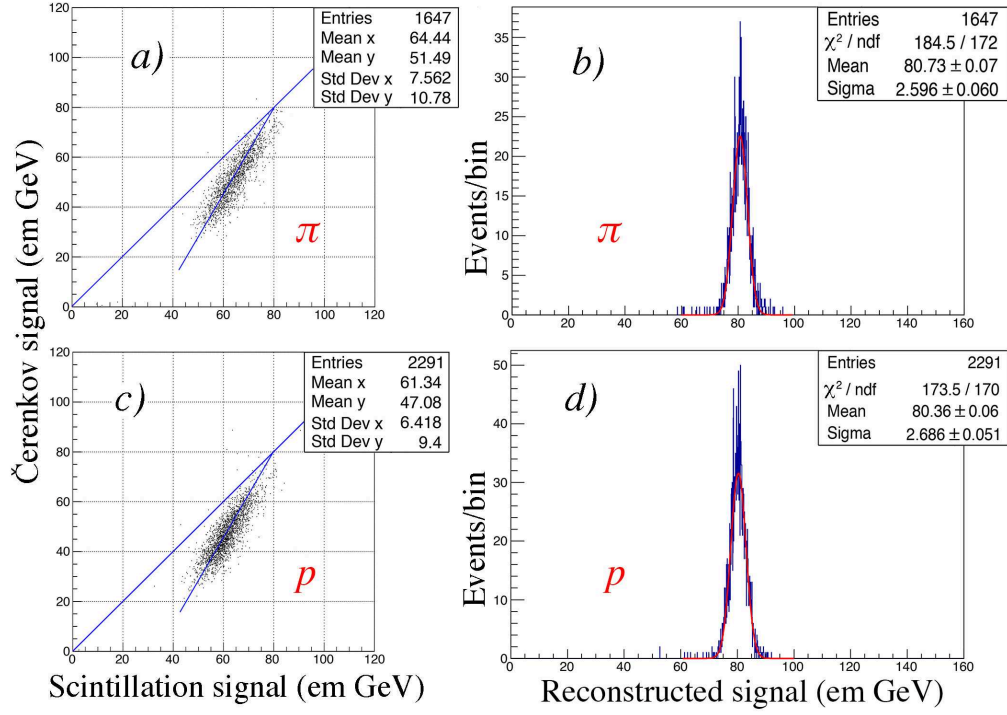 Čerenkov signal (em GeV)
a)
Entries 1647
Mean x 64.44
Mean y 51.49
Std Dev x 7.562
Std Dev y 10.78
π
120
100
80
60
40
20
0
0 20 40 60 80 100 120
b)
Entries 1647
χ² / ndf 184.5 / 172
Mean 80.73 ± 0.07
Sigma 2.596 ± 0.060
π
Events/bin
35
30
25
20
15
10
5
0
0 20 40 60 80 100 120 140 160
c)
Entries 2291
Mean x 61.34
Mean y 47.08
Std Dev x 6.418
Std Dev y 9.4
p
120
100
80
60
40
20
0
0 20 40 60 80 100 120
Scintillation signal (em GeV)
d)
Entries 2291
χ² / ndf 173.5 / 170
Mean 80.36 ± 0.06
Sigma 2.686 ± 0.051
p
Events/bin
50
40
30
20
10
0
0 20 40 60 80 100 120 140 160
Reconstructed signal (em GeV)